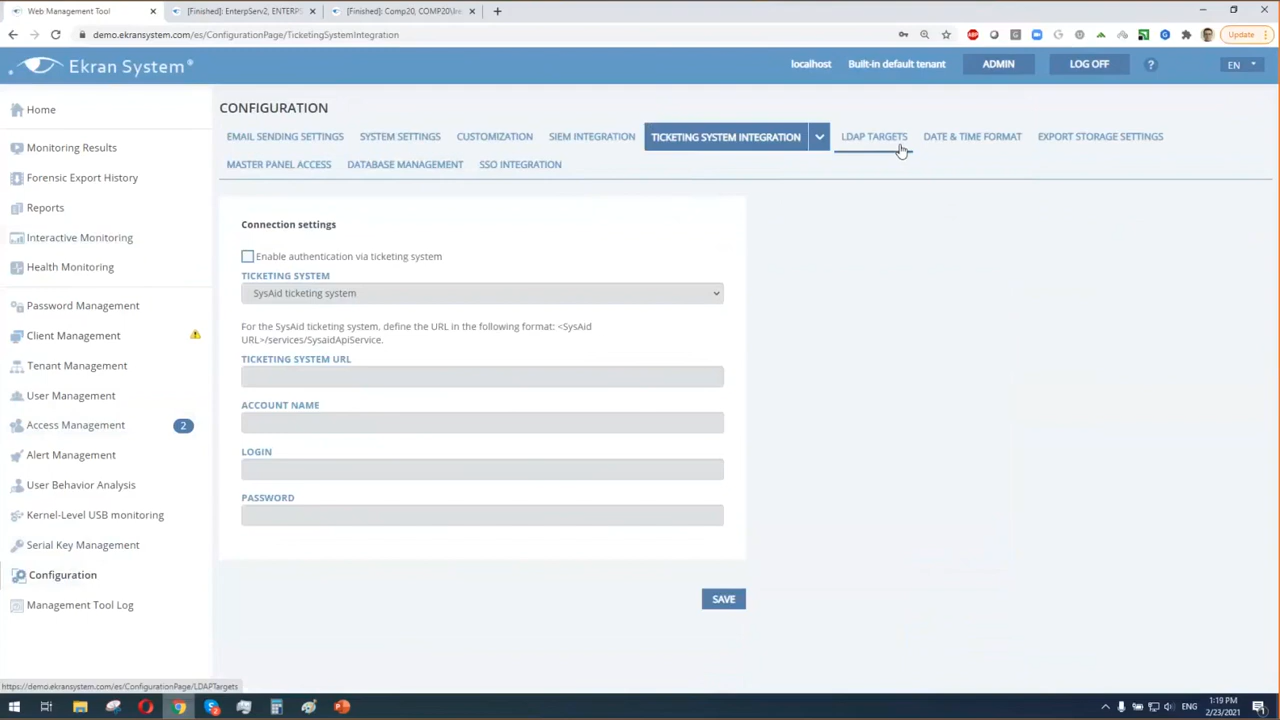 Web Management Tool
[Finished]: EnterpServ2, ENTERPS
[Finished]: Comp20, COMP20\Ire
demo.ekransystem.com/es/ConfigurationPage/TicketingSystemIntegration
ABP
Update
Ekran System®
localhost
Built-in default tenant
ADMIN
LOG OFF
?
EN
Home
Monitoring Results
Forensic Export History
Reports
Interactive Monitoring
Health Monitoring
Password Management
Client Management
Tenant Management
User Management
Access Management
2
Alert Management
User Behavior Analysis
Kernel-Level USB monitoring
Serial Key Management
Configuration
Management Tool Log
CONFIGURATION
EMAIL SENDING SETTINGS
SYSTEM SETTINGS
CUSTOMIZATION
SIEM INTEGRATION
TICKETING SYSTEM INTEGRATION
LDAP TARGETS
DATE & TIME FORMAT
EXPORT STORAGE SETTINGS
MASTER PANEL ACCESS
DATABASE MANAGEMENT
SSO INTEGRATION
Connection settings
Enable authentication via ticketing system
TICKETING SYSTEM
SysAid ticketing system
For the SysAid ticketing system, define the URL in the following format: <SysAid
URL>/services/SysaidApiService.
TICKETING SYSTEM URL
ACCOUNT NAME
LOGIN
PASSWORD
SAVE
https://demo.ekransystem.com/es/ConfigurationPage/LDAPTargets
ENG
1:19 PM
2/23/2021